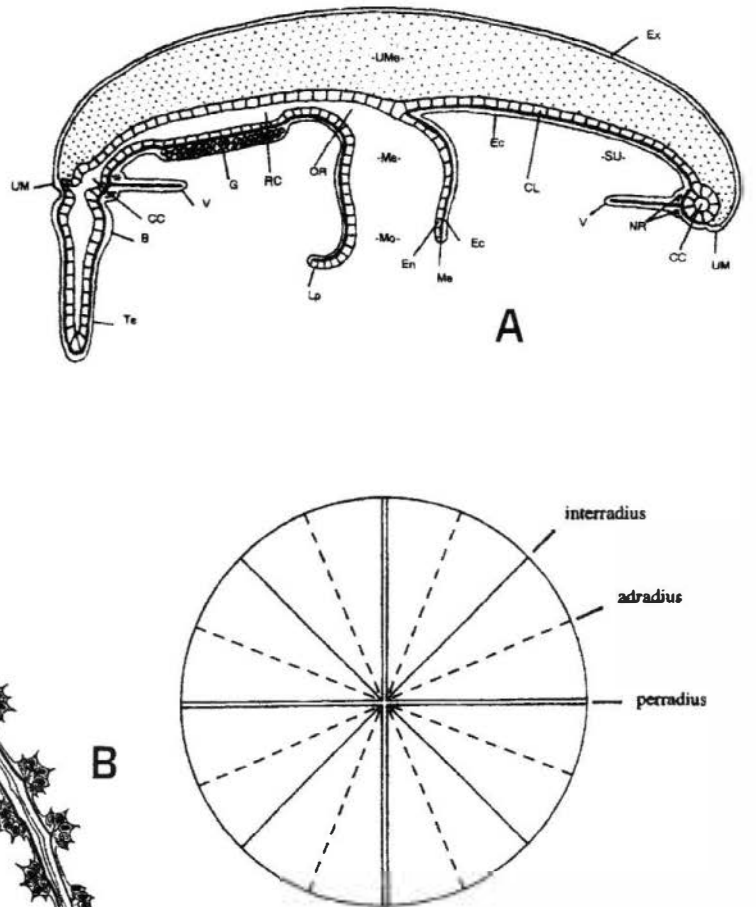 Ex
-UMe-
OR
Ec
-Ma-
CL
-SU-
UM
CC
V
G
RC
B
V
NR
CC
UM
-Mo-
En
Ec
Me
Lp
Te
A
interradius
adradius
perradius
B